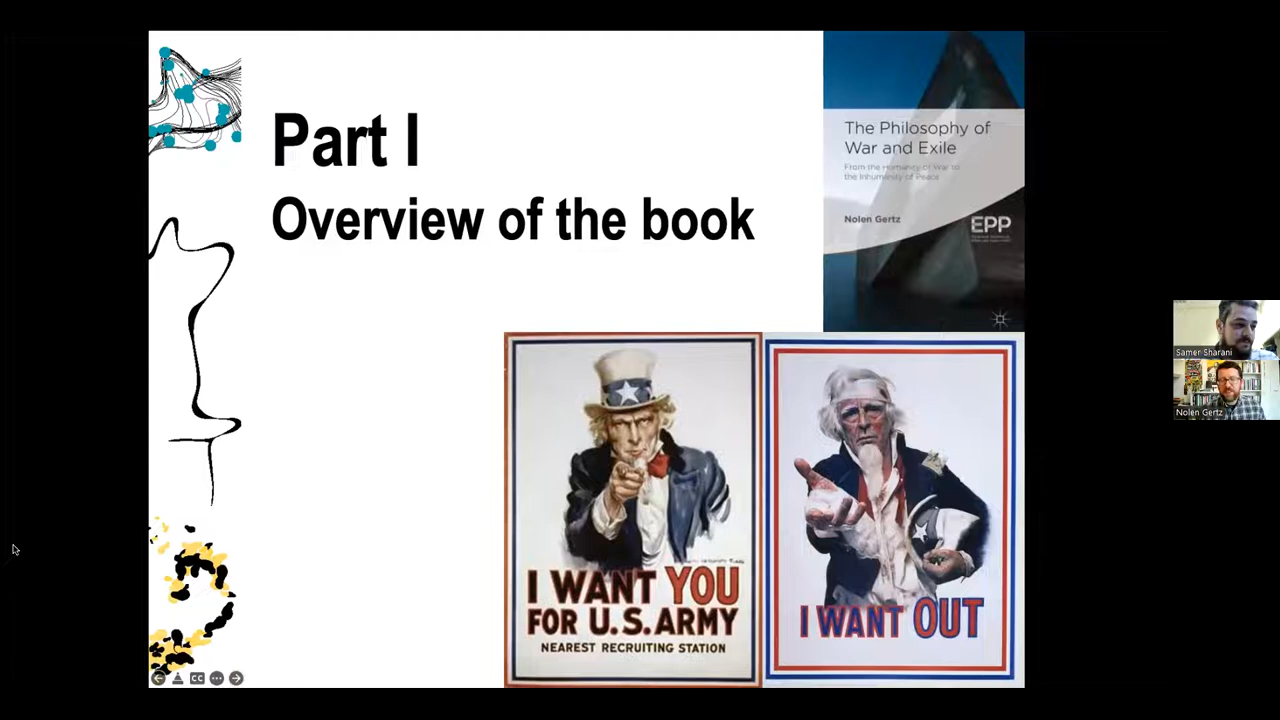 Part I
Overview of the book
The Philosophy of
War and Exile
From the Humanity of War to
the Inhumanity of Peace
Nolen Gertz
EPP
I WANT YOU
FOR U.S. ARMY
NEAREST RECRUITING STATION
I WANT OUT
Samer Sharani
Nolen Gertz
CC